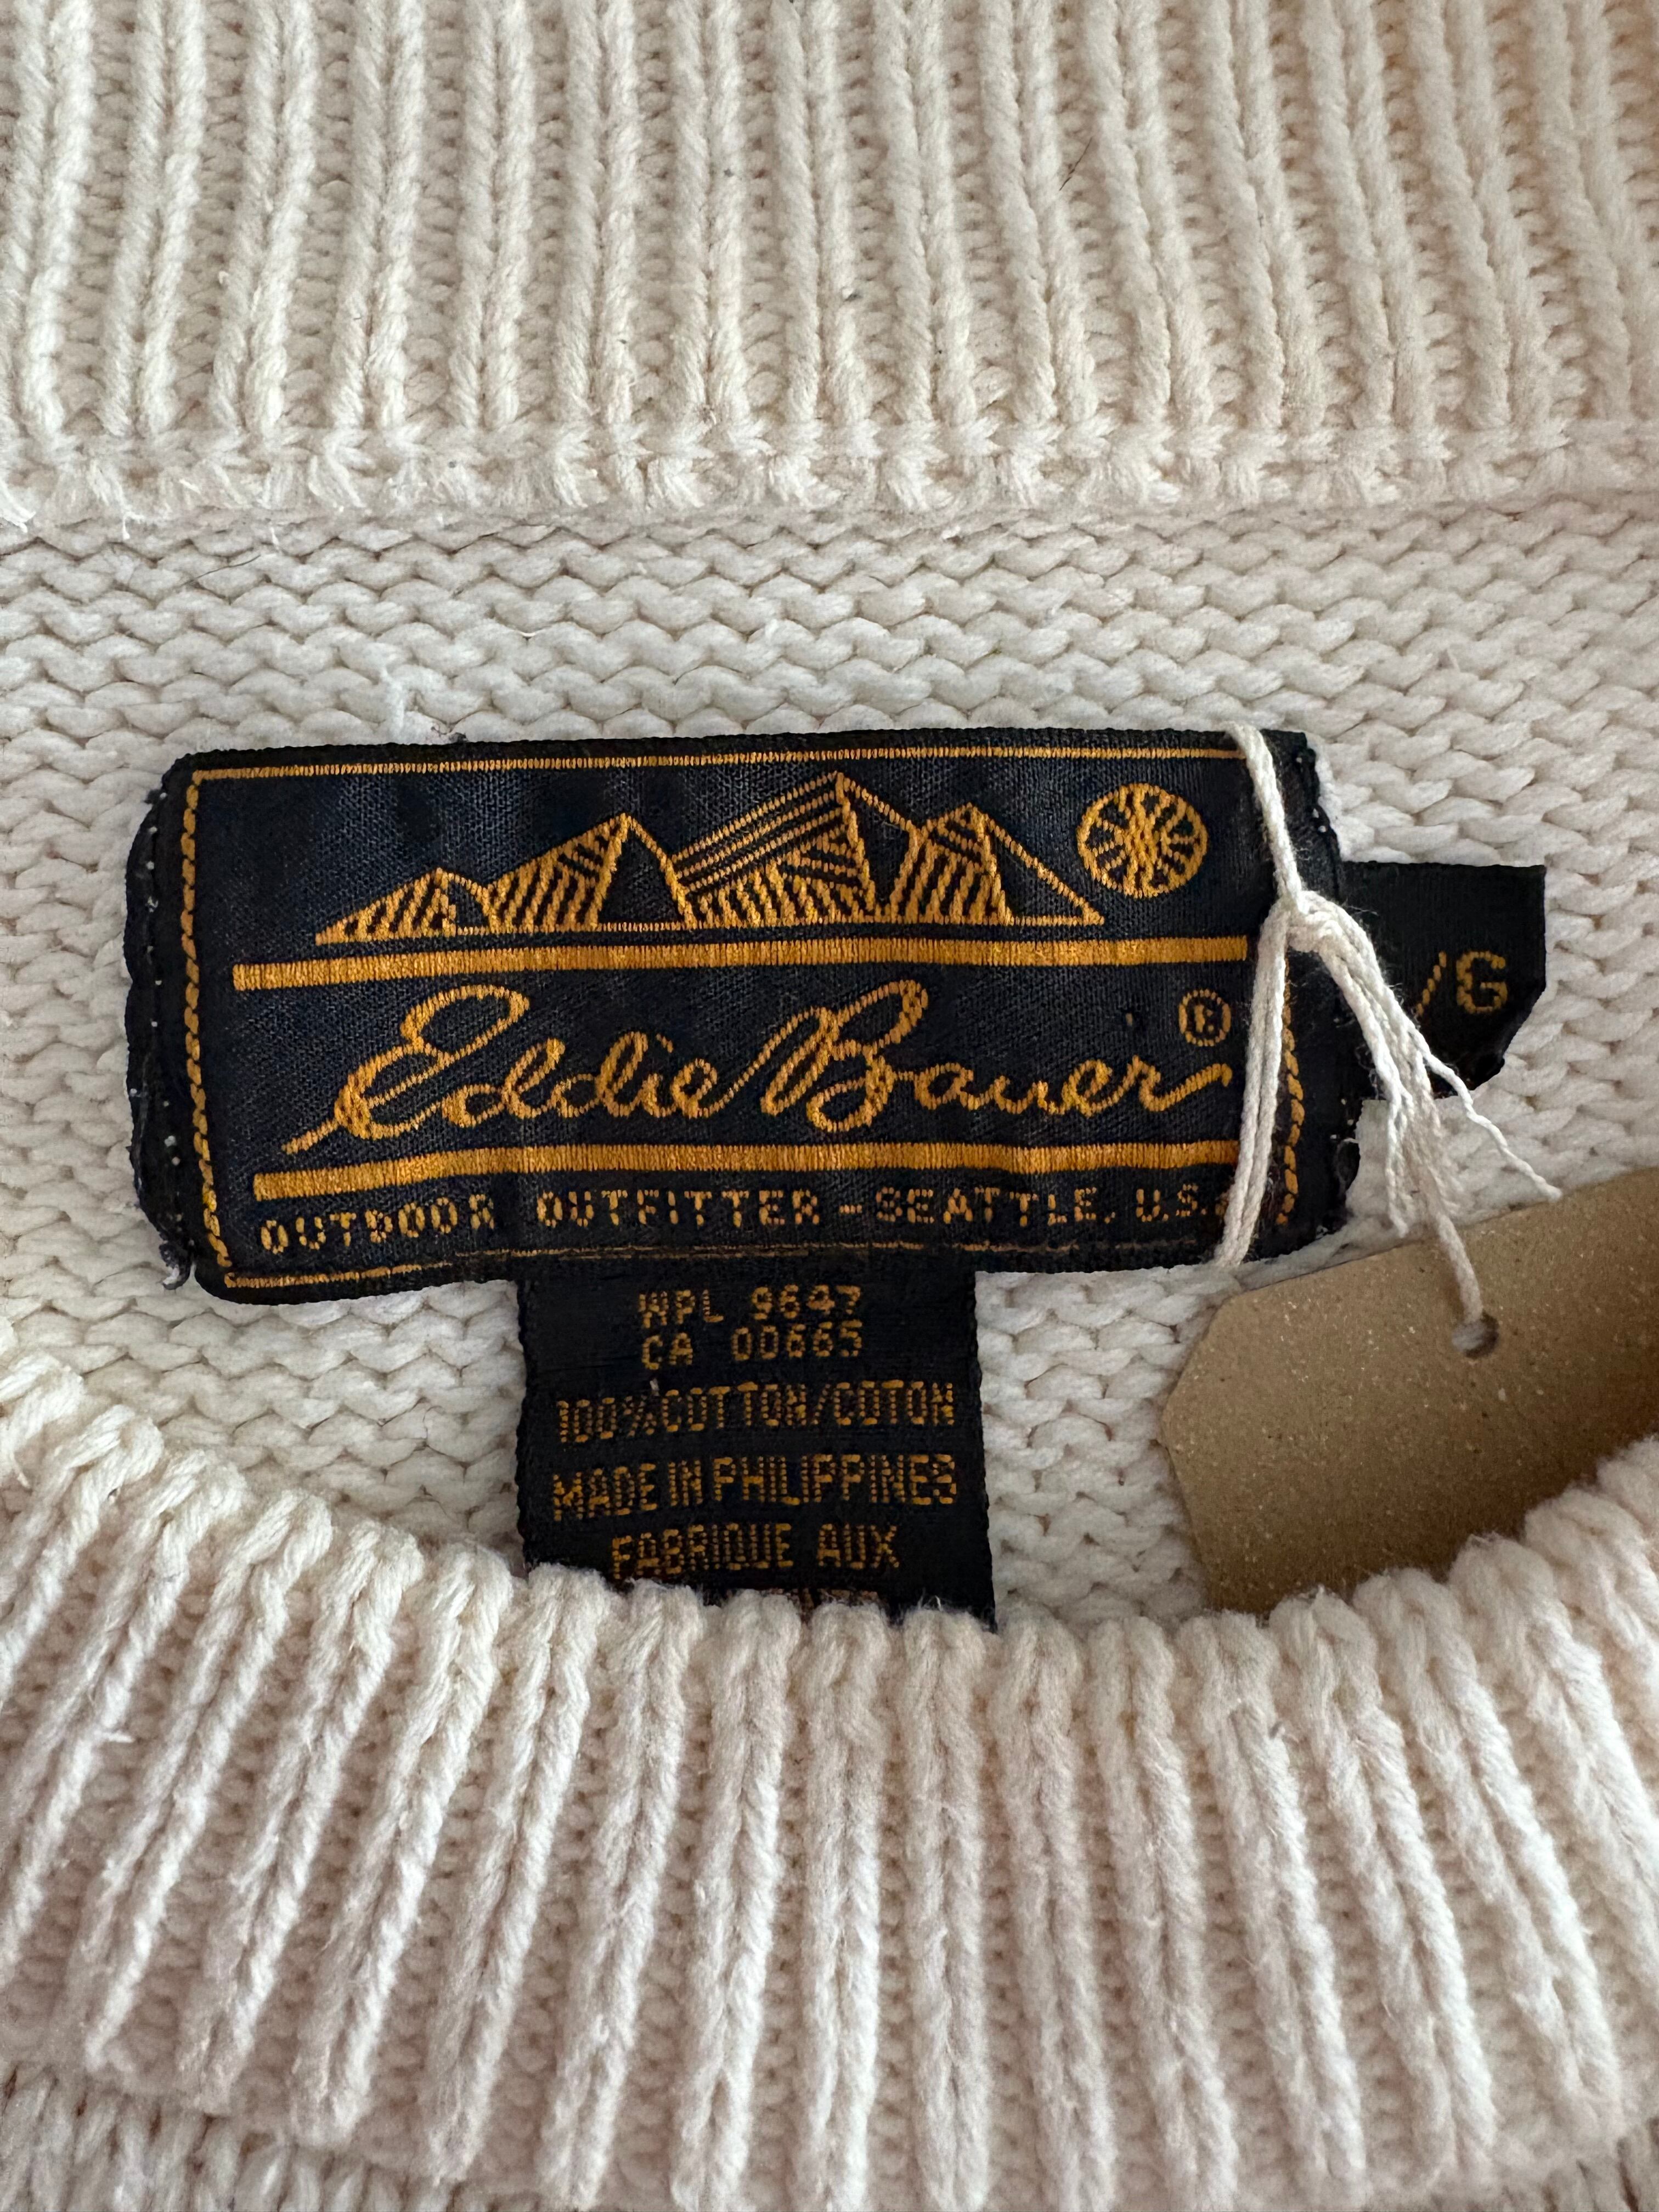 Eddie Bauer®
/G
OUTDOOR OUTFITTER - SEATTLE, U.S.
WPL 9647
CA 00665
100% COTTON/COTON
MADE IN PHILIPPINES
FABRIQUE AUX